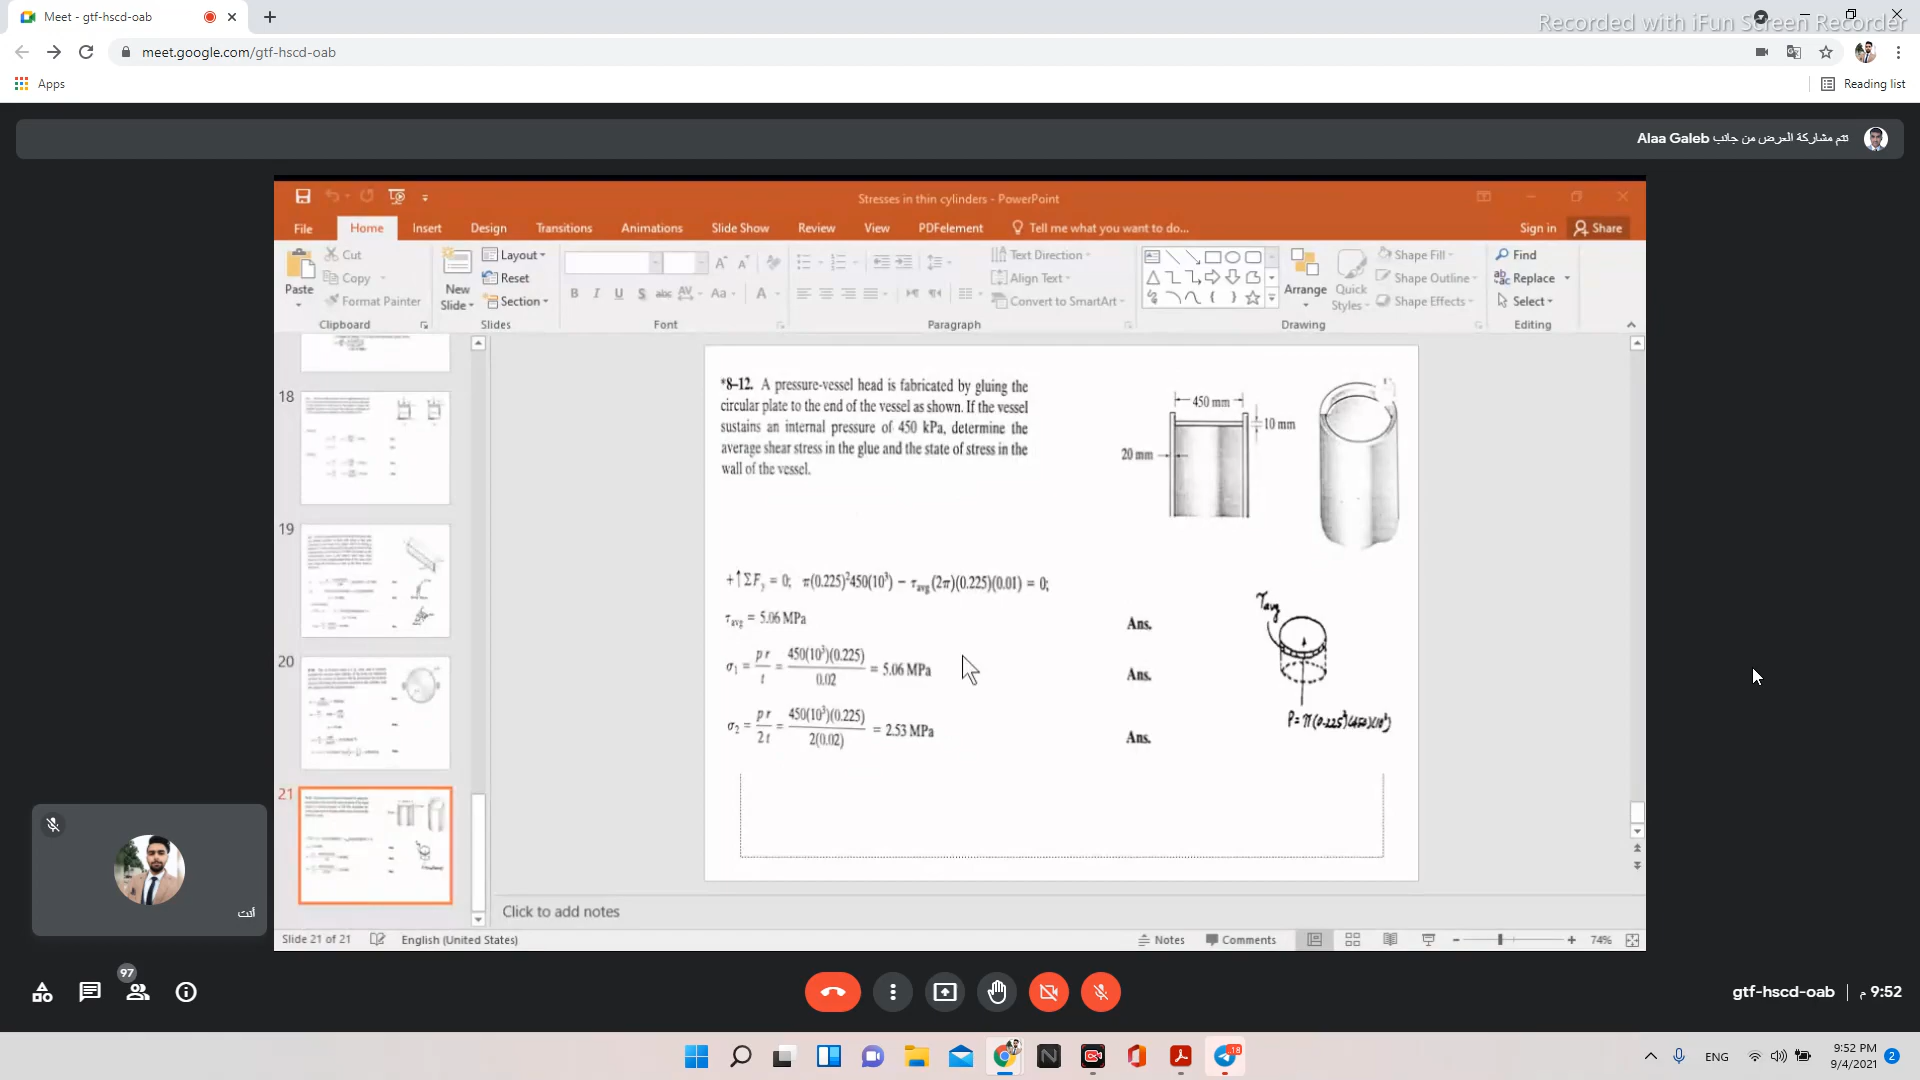 Meet - gtf-hscd-oab
Recorded with iFun Screen Recorder
meet.google.com/gtf-hscd-oab
Apps
Reading list
تتم مشاركة العرض من جانب Alaa Galeb
Stresses in thin cylinders - PowerPoint
File Home Insert Design Transitions Animations Slide Show Review View PDFelement Tell me what you want to do... Sign in Share
Paste
Cut
Copy
Format Painter
Clipboard
New Slide
Layout
Reset
Section
Slides
B I U S abc AV Aa A
Font
Text Direction
Align Text
Convert to SmartArt
Paragraph
Arrange
Quick Styles
Shape Fill
Shape Outline
Shape Effects
Drawing
Find
Replace
Select
Editing
18
19
20
21
*8–12. A pressure-vessel head is fabricated by gluing the
circular plate to the end of the vessel as shown. If the vessel
sustains an internal pressure of 450 kPa, determine the
average shear stress in the glue and the state of stress in the
wall of the vessel.
450 mm
10 mm
20 mm
+↑ΣF_y = 0; π(0.225)²450(10³) − τ_avg(2π)(0.225)(0.01) = 0;
τ_avg = 5.06 MPa Ans.
σ₁ = pr/t = 450(10³)(0.225)/0.02 = 5.06 MPa Ans.
σ₂ = pr/2t = 450(10³)(0.225)/2(0.02) = 2.53 MPa Ans.
τavg
P=π(0.225²)(450)(10³)
Click to add notes
Slide 21 of 21 English (United States) Notes Comments 74%
أنت
97
gtf-hscd-oab | 9:52 م
18
ENG
9:52 PM
9/4/2021
2